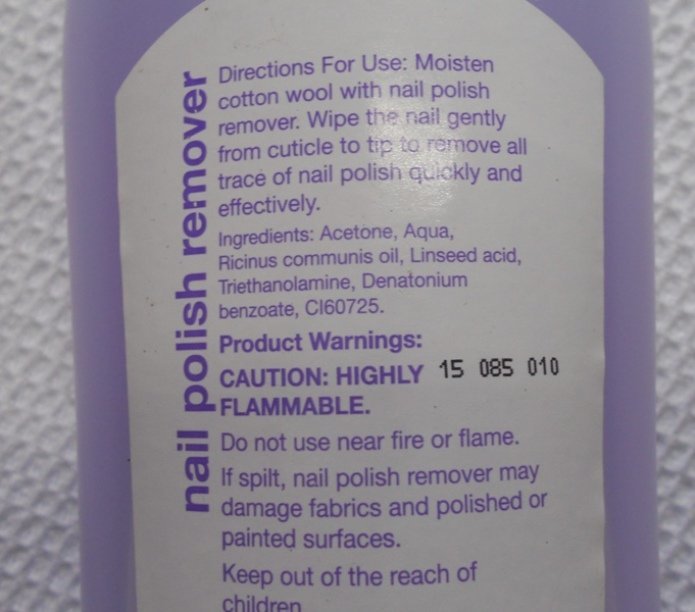 nail polish remover
Directions For Use: Moisten
cotton wool with nail polish
remover. Wipe the nail gently
from cuticle to tip to remove all
trace of nail polish quickly and
effectively.
Ingredients: Acetone, Aqua,
Ricinus communis oil, Linseed acid,
Triethanolamine, Denatonium
benzoate, CI60725.
Product Warnings:
CAUTION: HIGHLY 15 085 010
FLAMMABLE.
Do not use near fire or flame.
If spilt, nail polish remover may
damage fabrics and polished or
painted surfaces.
Keep out of the reach of
children